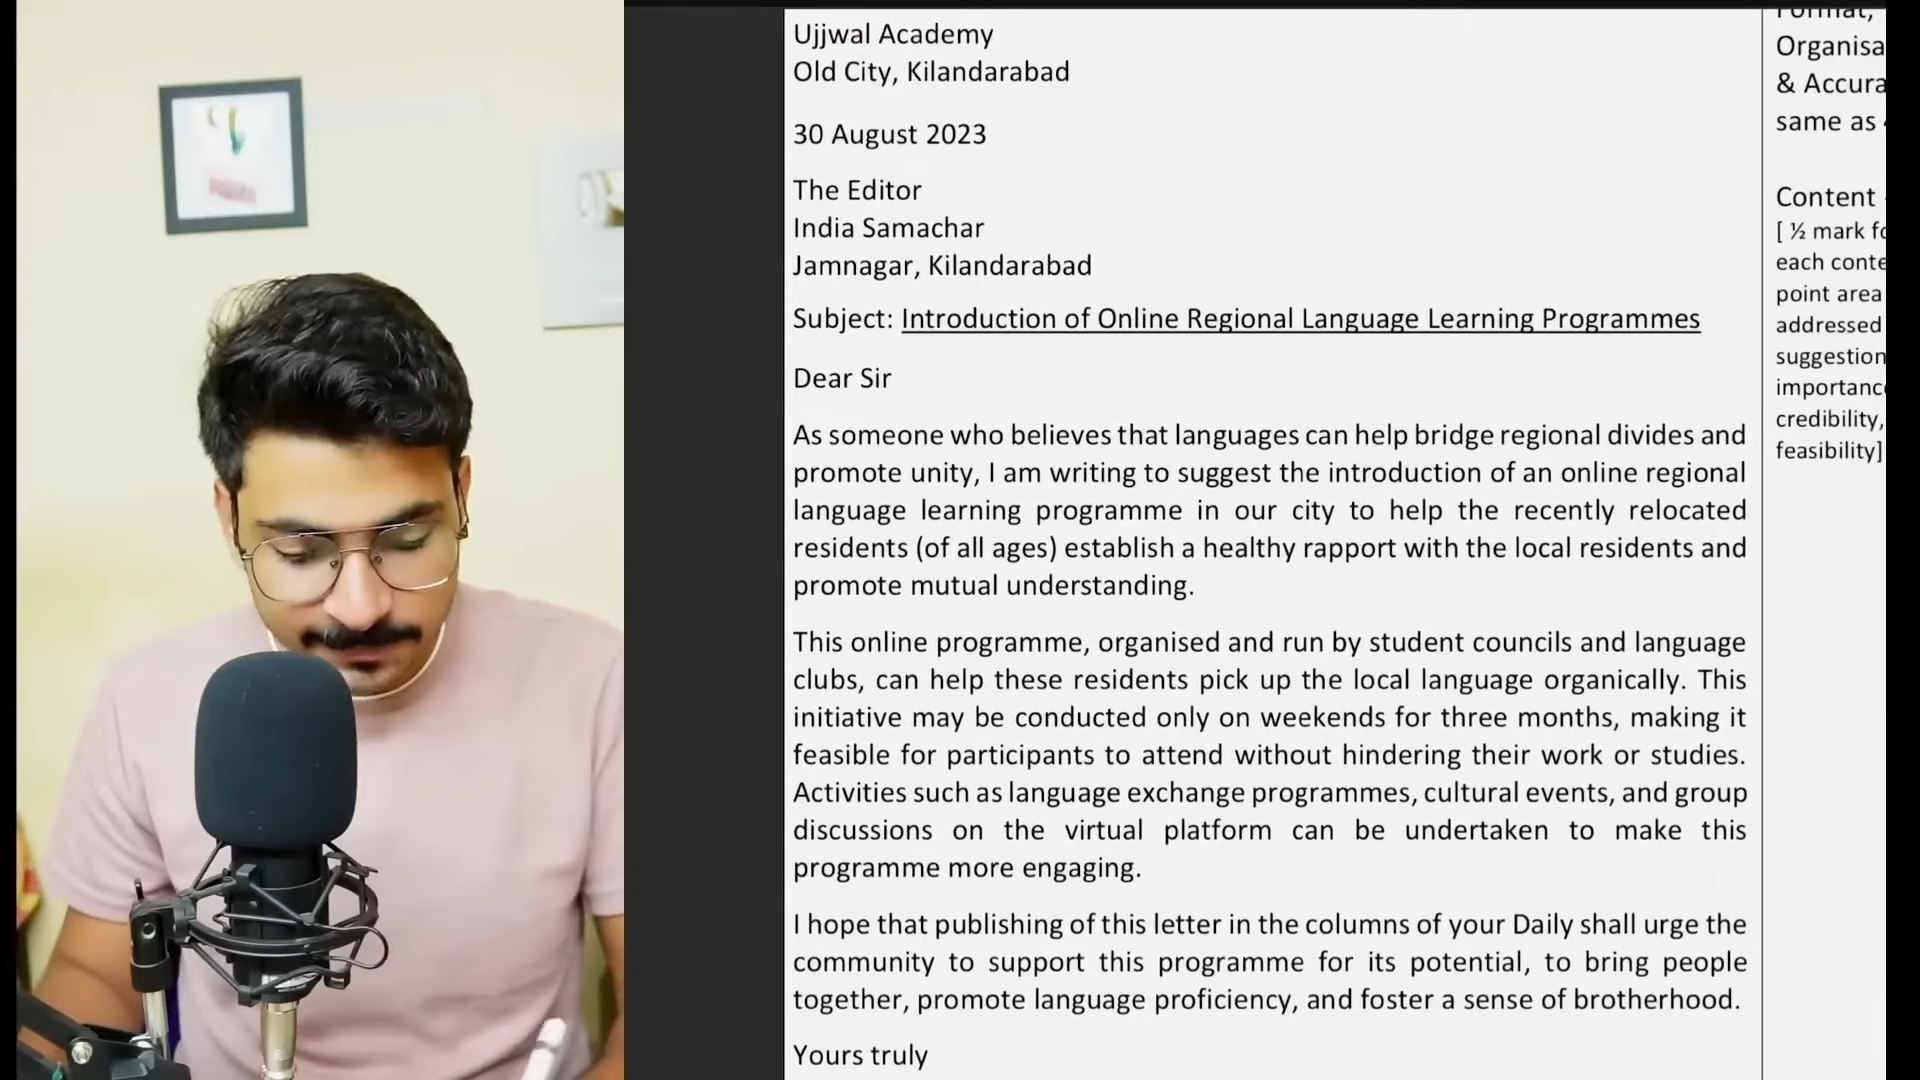 Ujjwal Academy
Old City, Kilandarabad
30 August 2023
The Editor
India Samachar
Jamnagar, Kilandarabad
Subject: Introduction of Online Regional Language Learning Programmes
Dear Sir
As someone who believes that languages can help bridge regional divides and
promote unity, I am writing to suggest the introduction of an online regional
language learning programme in our city to help the recently relocated
residents (of all ages) establish a healthy rapport with the local residents and
promote mutual understanding.
This online programme, organised and run by student councils and language
clubs, can help these residents pick up the local language organically. This
initiative may be conducted only on weekends for three months, making it
feasible for participants to attend without hindering their work or studies.
Activities such as language exchange programmes, cultural events, and group
discussions on the virtual platform can be undertaken to make this
programme more engaging.
I hope that publishing of this letter in the columns of your Daily shall urge the
community to support this programme for its potential, to bring people
together, promote language proficiency, and foster a sense of brotherhood.
Yours truly
Format,
Organisa
& Accura
same as
Content
[ ½ mark fo
each conte
point area
addressed
suggestion
importanc
credibility,
feasibility]